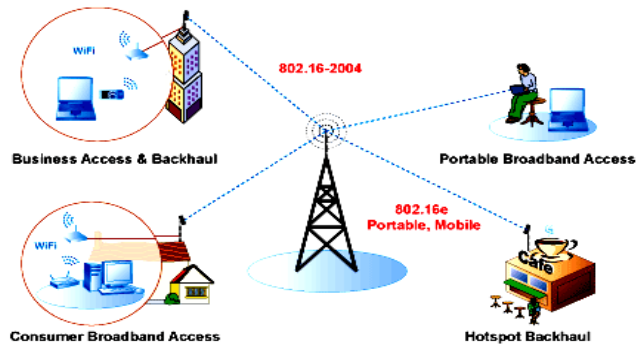 WiFi
802.16-2004
Business Access & Backhaul
Portable Broadband Access
802.16e
Portable, Mobile
WiFi
Cafe
Consumer Broadband Access
Hotspot Backhaul